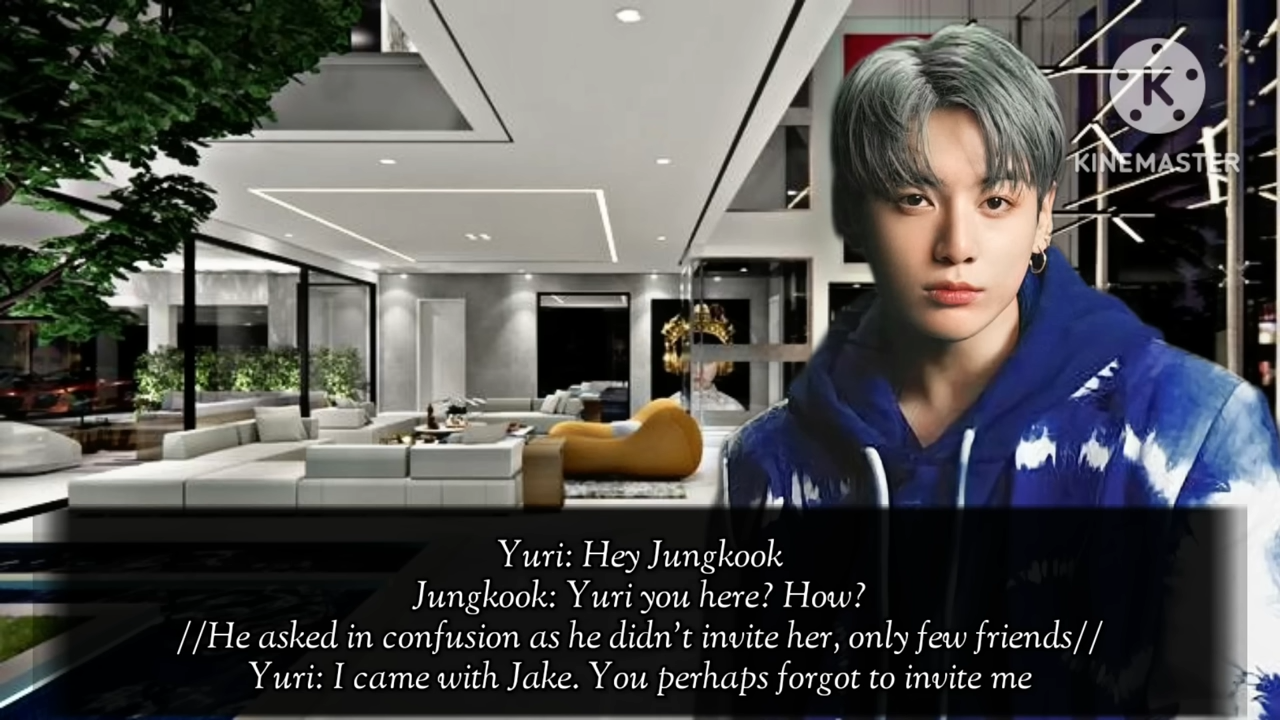 K
KINEMASTER
Yuri: Hey Jungkook
Jungkook: Yuri you here? How?
//He asked in confusion as he didn't invite her, only few friends//
Yuri: I came with Jake. You perhaps forgot to invite me